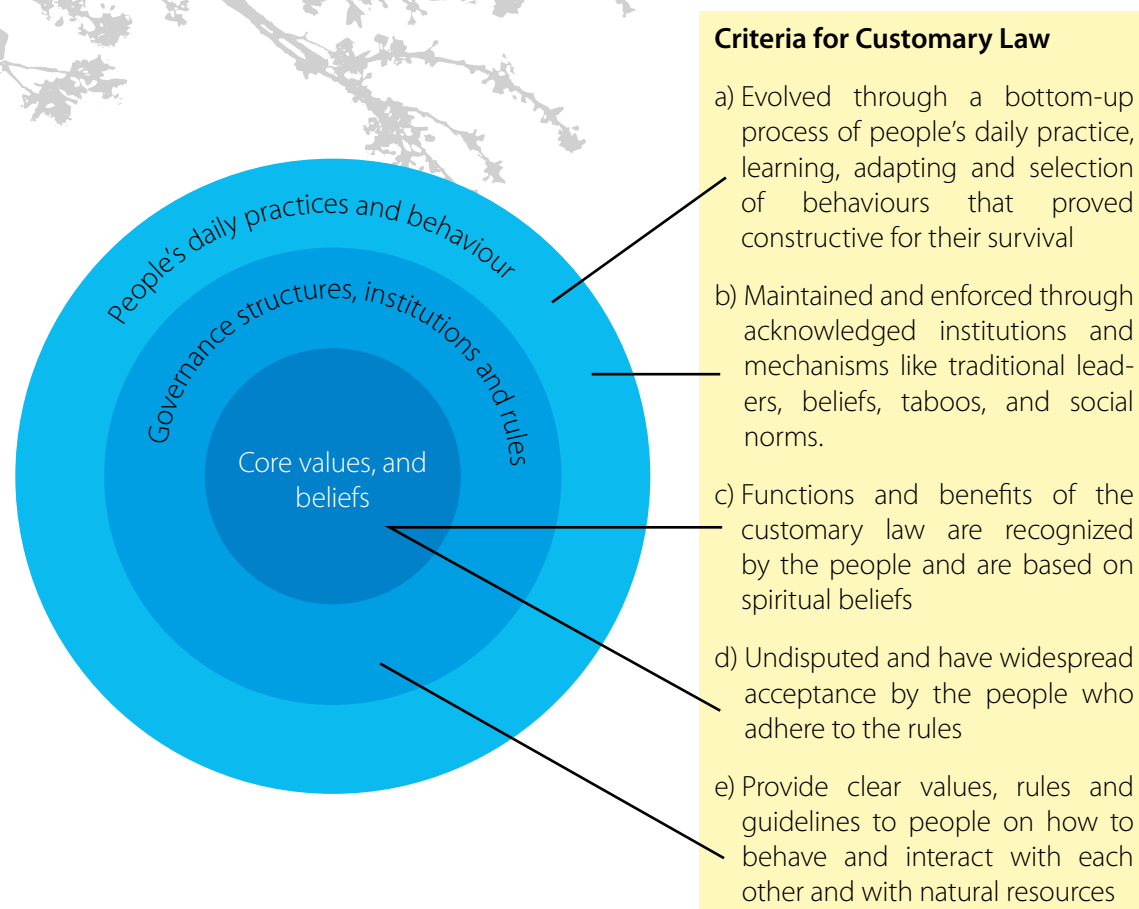 People's daily practices and behaviour
Governance structures, institutions and rules
Core values, and
beliefs
Criteria for Customary Law
a) Evolved through a bottom-up
process of people's daily practice,
learning, adapting and selection
of behaviours that proved
constructive for their survival
b) Maintained and enforced through
acknowledged institutions and
mechanisms like traditional lead-
ers, beliefs, taboos, and social
norms.
c) Functions and benefits of the
customary law are recognized
by the people and are based on
spiritual beliefs
d) Undisputed and have widespread
acceptance by the people who
adhere to the rules
e) Provide clear values, rules and
guidelines to people on how to
behave and interact with each
other and with natural resources